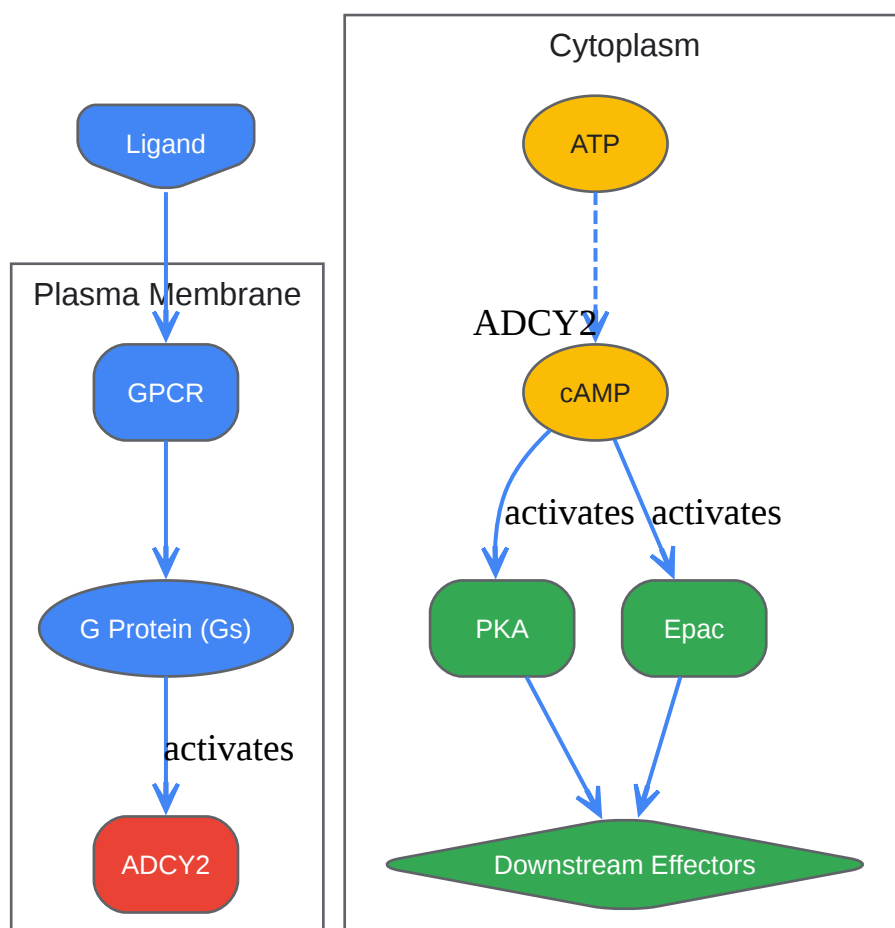 Cytoplasm
Ligand
ATP
Plasma Membrane
ADCY2
GPCR
cAMP
activates
activates
G Protein (Gs)
PKA
Epac
activates
ADCY2
Downstream Effectors